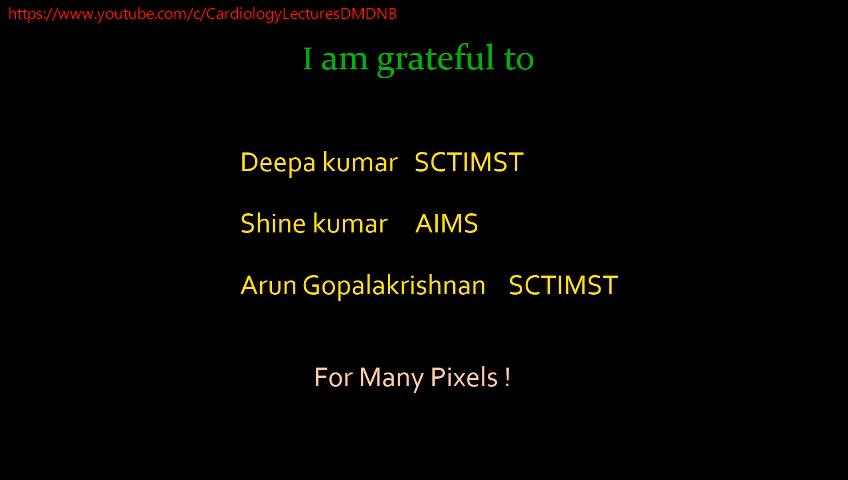 https://www.youtube.com/c/CardiologyLecturesDMDNB
I am grateful to
Deepa kumar SCTIMST
Shine kumar AIMS
Arun Gopalakrishnan SCTIMST
For Many Pixels !